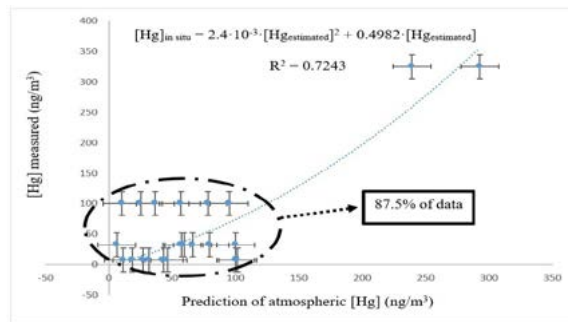 [Hg]in situ – 2.4·10-3·[Hgestimated]2 + 0.4982·[Hgestimated]
R2 – 0.7243
[Hg] measured (ng/m3)
400
350
300
250
200
150
100
50
0
-50
87.5% of data
-50 0 50 100 150 200 250 300 350
Prediction of atmospheric [Hg] (ng/m3)